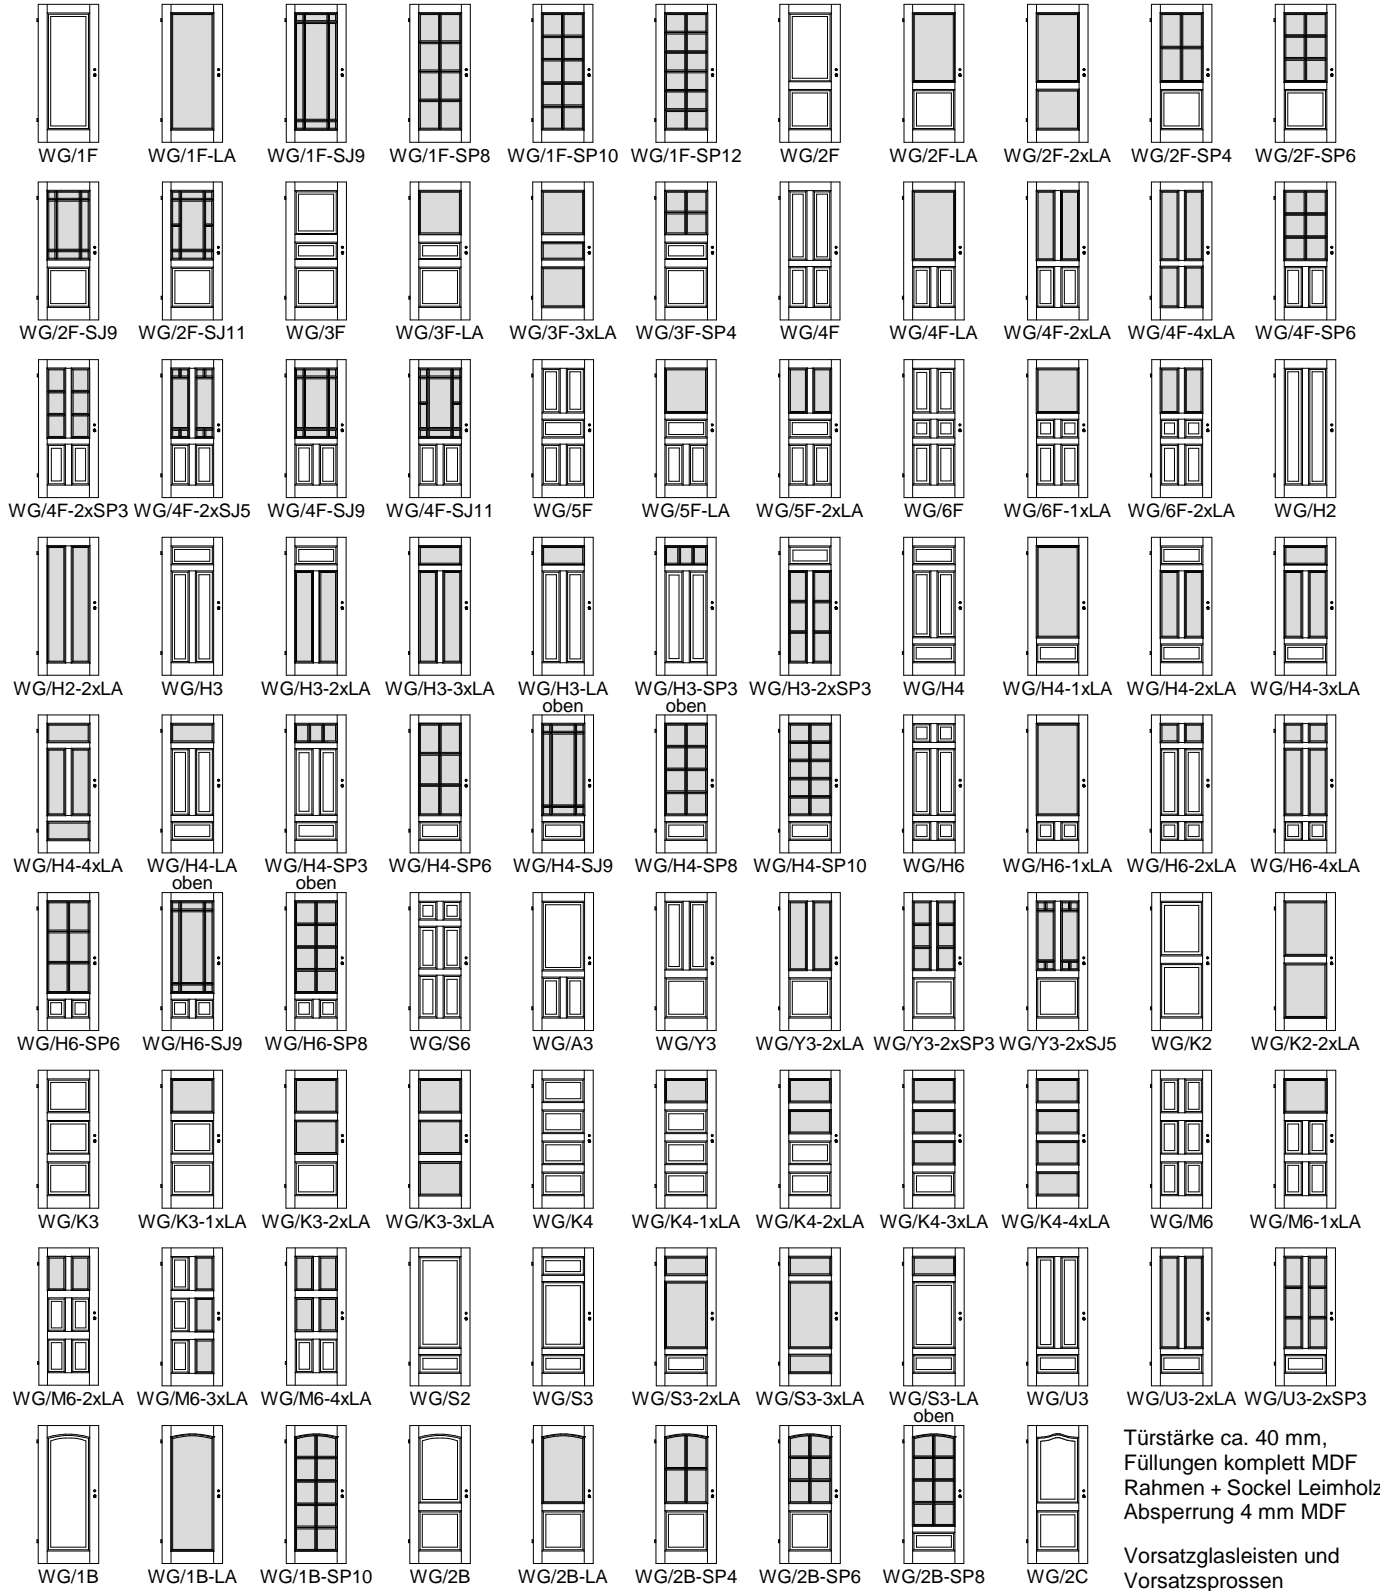 WG/1F WG/1F-LA WG/1F-SJ9 WG/1F-SP8 WG/1F-SP10 WG/1F-SP12 WG/2F WG/2F-LA WG/2F-2xLA WG/2F-SP4 WG/2F-SP6
WG/2F-SJ9 WG/2F-SJ11 WG/3F WG/3F-LA WG/3F-3xLA WG/3F-SP4 WG/4F WG/4F-LA WG/4F-2xLA WG/4F-4xLA WG/4F-SP6
WG/4F-2xSP3 WG/4F-2xSJ5 WG/4F-SJ9 WG/4F-SJ11 WG/5F WG/5F-LA WG/5F-2xLA WG/6F WG/6F-1xLA WG/6F-2xLA WG/H2
WG/H2-2xLA WG/H3 WG/H3-2xLA WG/H3-3xLA WG/H3-LA WG/H3-SP3 WG/H3-2xSP3 WG/H4 WG/H4-1xLA WG/H4-2xLA WG/H4-3xLA
oben oben
WG/H4-4xLA WG/H4-LA WG/H4-SP3 WG/H4-SP6 WG/H4-SJ9 WG/H4-SP8 WG/H4-SP10 WG/H6 WG/H6-1xLA WG/H6-2xLA WG/H6-4xLA
oben oben
WG/H6-SP6 WG/H6-SJ9 WG/H6-SP8 WG/S6 WG/A3 WG/Y3 WG/Y3-2xLA WG/Y3-2xSP3 WG/Y3-2xSJ5 WG/K2 WG/K2-2xLA
WG/K3 WG/K3-1xLA WG/K3-2xLA WG/K3-3xLA WG/K4 WG/K4-1xLA WG/K4-2xLA WG/K4-3xLA WG/K4-4xLA WG/M6 WG/M6-1xLA
WG/M6-2xLA WG/M6-3xLA WG/M6-4xLA WG/S2 WG/S3 WG/S3-2xLA WG/S3-3xLA WG/S3-LA WG/U3 WG/U3-2xLA WG/U3-2xSP3
oben
WG/1B WG/1B-LA WG/1B-SP10 WG/2B WG/2B-LA WG/2B-SP4 WG/2B-SP6 WG/2B-SP8 WG/2C
Türstärke ca. 40 mm,
Füllungen komplett MDF
Rahmen + Sockel Leimholz
Absperrung 4 mm MDF
Vorsatzglasleisten und
Vorsatzsprossen